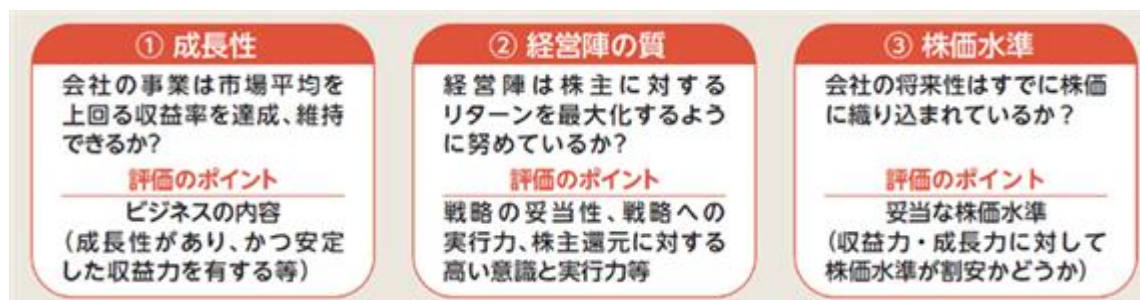 ① 成長性
会社の事業は市場平均を
上回る収益率を達成、維持
できるか?
評価のポイント
ビジネスの内容
(成長性があり、かつ安定
した収益力を有する等)
② 経営陣の質
経営陣は株主に対する
リターンを最大化するよう
に努めているか?
評価のポイント
戦略の妥当性、戦略への
実行力、株主還元に対する
高い意識と実行力等
③ 株価水準
会社の将来性はすでに株価
に織り込まれているか?
評価のポイント
妥当な株価水準
(収益力・成長力に対して
株価水準が割安かどうか)